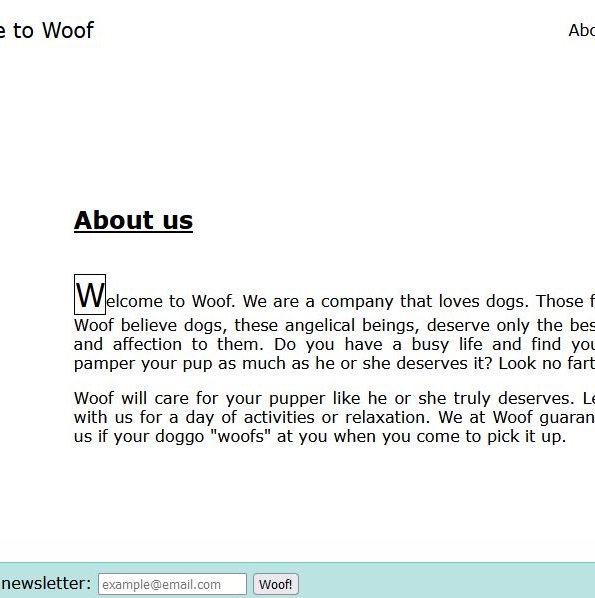 e to Woof
Abo
About us
Welcome to Woof. We are a company that loves dogs. Those f
Woof believe dogs, these angelical beings, deserve only the bes
and affection to them. Do you have a busy life and find you
pamper your pup as much as he or she deserves it? Look no fart
Woof will care for your pupper like he or she truly deserves. Le
with us for a day of activities or relaxation. We at Woof guaran
us if your doggo "woofs" at you when you come to pick it up.
newsletter: example@email.com Woof!